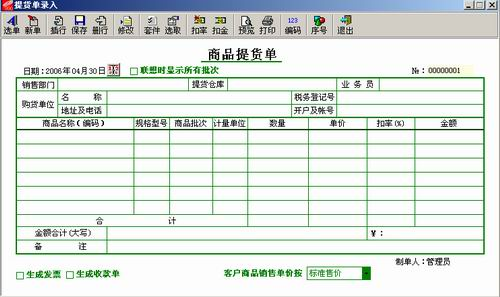 提货单录入
选单 新单 插行 保存 删行 修改 套件 选取 扣率 扣金 预览 打印 123 编码 序号 退出
商品提货单
日期:2006年04月30日 联想时显示所有批次 №: 00000001
销售部门 提货仓库 业务员
购货单位 名称 税务登记号
地址及电话 开户及帐号
商品名称(编码) 规格型号 商品批次 计量单位 数量 单价 扣率(%) 金额
合计
金额合计(大写) ¥:
备注
制单人:管理员
生成发票 生成收款单 客户商品销售单价按 标准售价